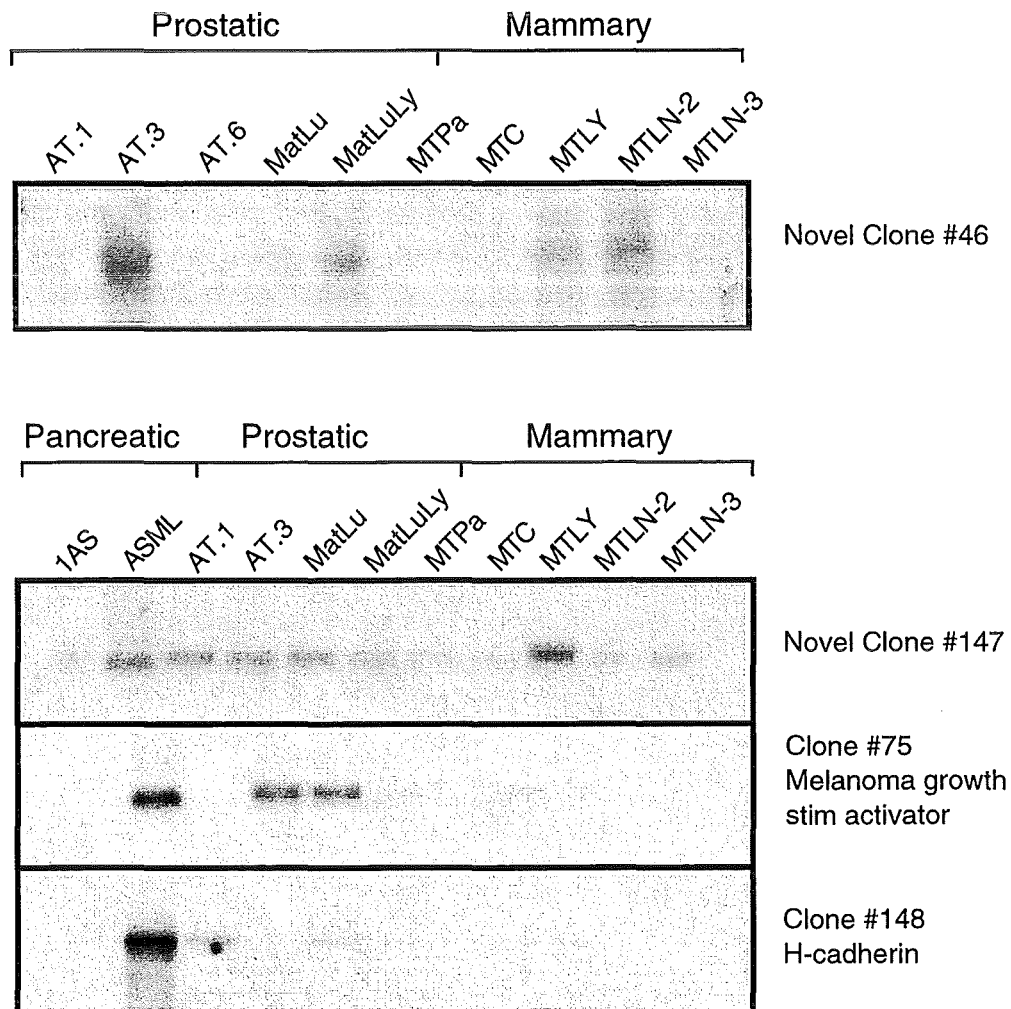 Prostatic Mammary
AT.1 AT.3 AT.6 MatLu MatLuLy MTPa MTC MTLY MTLN-2 MTLN-3
Novel Clone #46
Pancreatic Prostatic Mammary
1AS ASML AT.1 AT.3 MatLu MatLuLy MTPa MTC MTLY MTLN-2 MTLN-3
Novel Clone #147
Clone #75
Melanoma growth
stim activator
Clone #148
H-cadherin